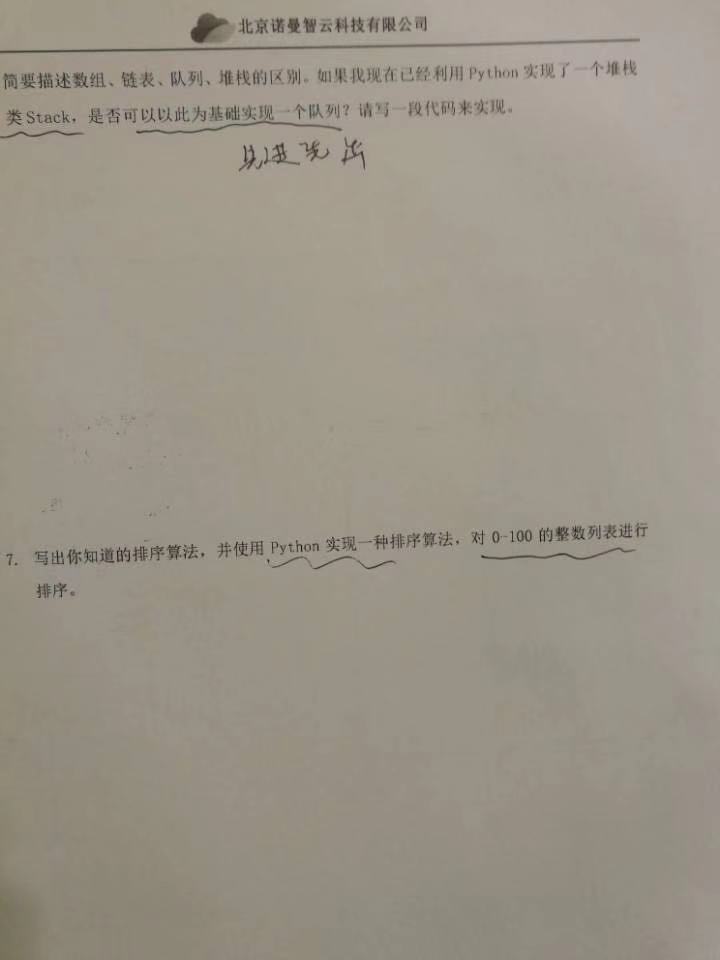 北京诺曼智云科技有限公司
简要描述数组、链表、队列、堆栈的区别。如果我现在已经利用 Python 实现了一个堆栈
类 Stack，是否可以以此为基础实现一个队列？请写一段代码来实现。
先进先出
7. 写出你知道的排序算法，并使用 Python 实现一种排序算法，对 0-100 的整数列表进行
排序。